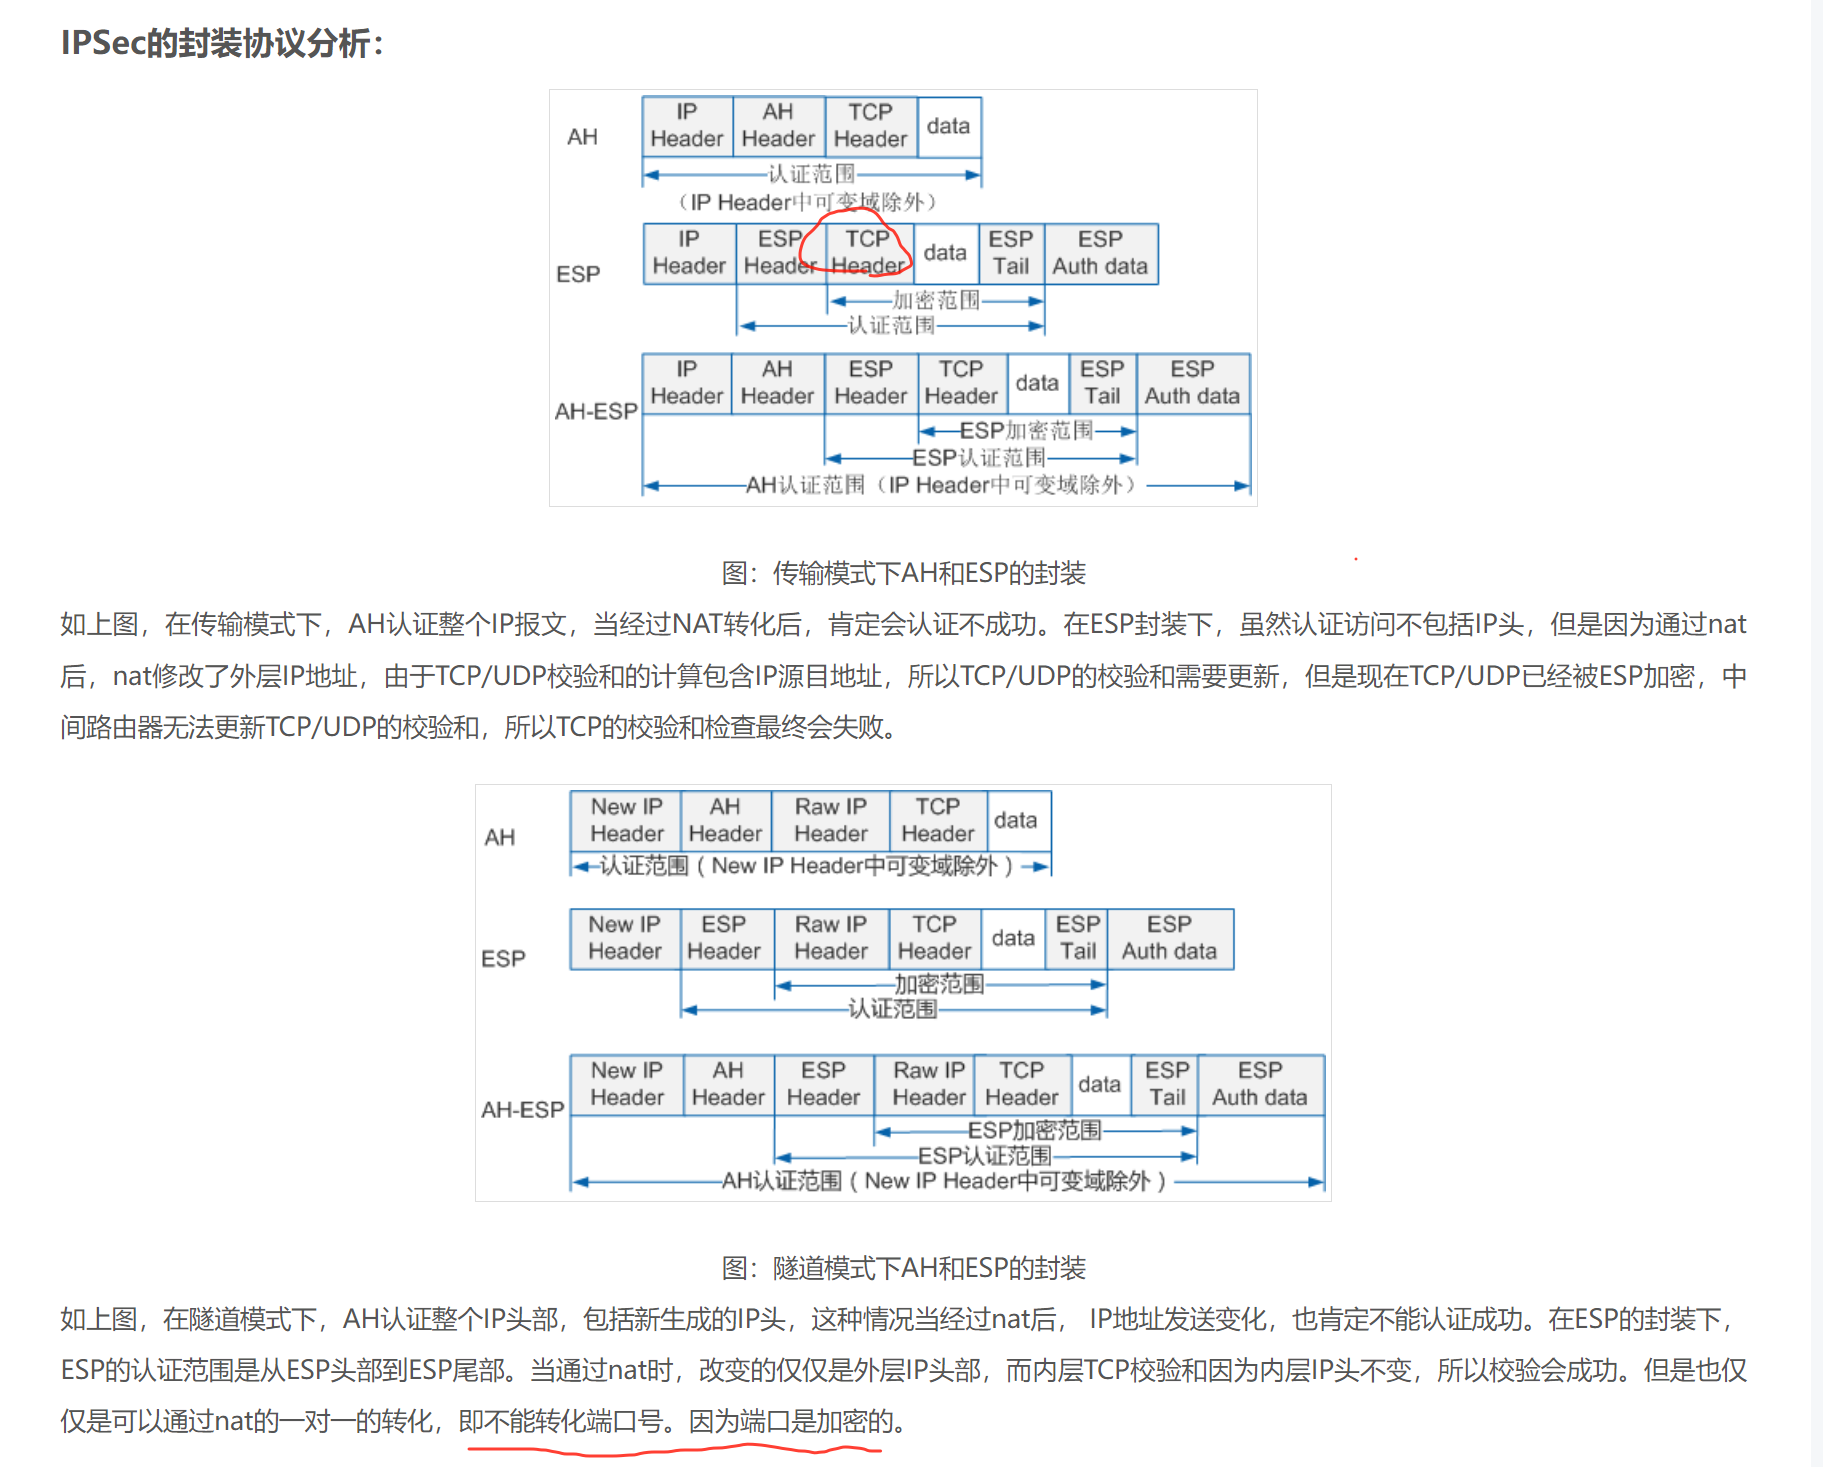 IPSec的封装协议分析：
AH
IP Header
AH Header
TCP Header
data
认证范围
（IP Header中可变域除外）
ESP
IP Header
ESP Header
TCP Header
data
ESP Tail
ESP Auth data
加密范围
认证范围
AH-ESP
IP Header
AH Header
ESP Header
TCP Header
data
ESP Tail
ESP Auth data
ESP加密范围
ESP认证范围
AH认证范围（IP Header中可变域除外）
图：传输模式下AH和ESP的封装
如上图，在传输模式下，AH认证整个IP报文，当经过NAT转化后，肯定会认证不成功。在ESP封装下，虽然认证访问不包括IP头，但是因为通过nat
后，nat修改了外层IP地址，由于TCP/UDP校验和的计算包含IP源目地址，所以TCP/UDP的校验和需要更新，但是现在TCP/UDP已经被ESP加密，中
间路由器无法更新TCP/UDP的校验和，所以TCP的校验和检查最终会失败。
AH
New IP Header
AH Header
Raw IP Header
TCP Header
data
认证范围（New IP Header中可变域除外）
ESP
New IP Header
ESP Header
Raw IP Header
TCP Header
data
ESP Tail
ESP Auth data
加密范围
认证范围
AH-ESP
New IP Header
AH Header
ESP Header
Raw IP Header
TCP Header
data
ESP Tail
ESP Auth data
ESP加密范围
ESP认证范围
AH认证范围（New IP Header中可变域除外）
图：隧道模式下AH和ESP的封装
如上图，在隧道模式下，AH认证整个IP头部，包括新生成的IP头，这种情况当经过nat后， IP地址发送变化，也肯定不能认证成功。在ESP的封装下，
ESP的认证范围是从ESP头部到ESP尾部。当通过nat时，改变的仅仅是外层IP头部，而内层TCP校验和因为内层IP头不变，所以校验会成功。但是也仅
仅是可以通过nat的一对一的转化，即不能转化端口号。因为端口是加密的。